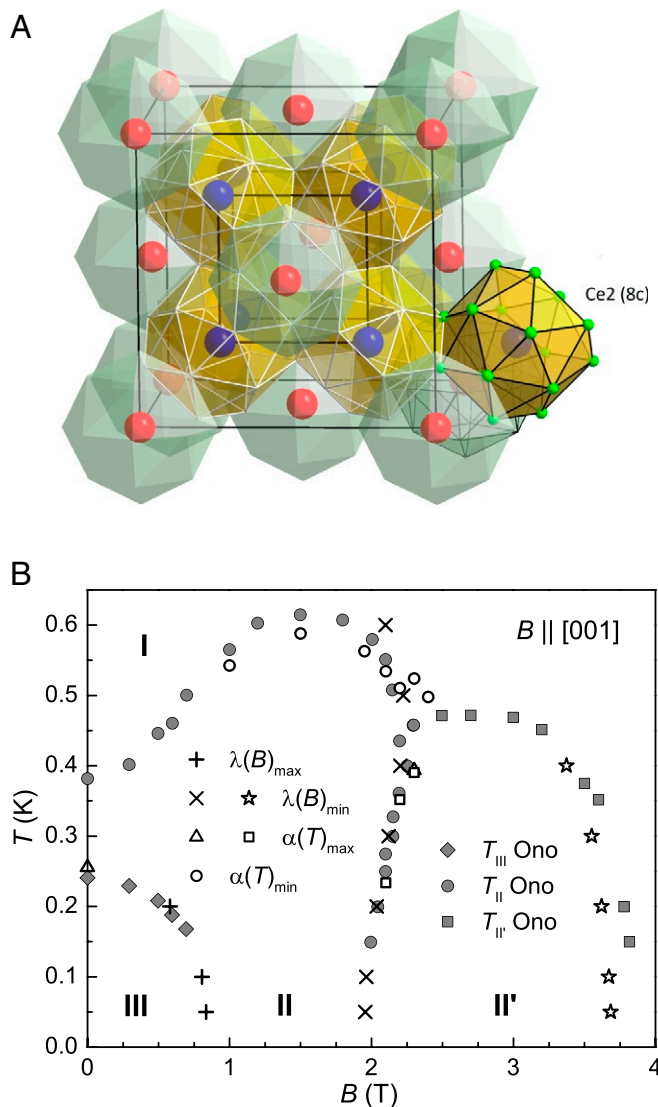 A
Ce2 (8c)
B
B || [001]
I
λ(B)max
λ(B)min
α(T)max
α(T)min
TIII Ono
TII Ono
TII' Ono
III
II
II'
0.6
0.5
0.4
0.3
0.2
0.1
0.0
T (K)
0
1
2
3
4
B (T)